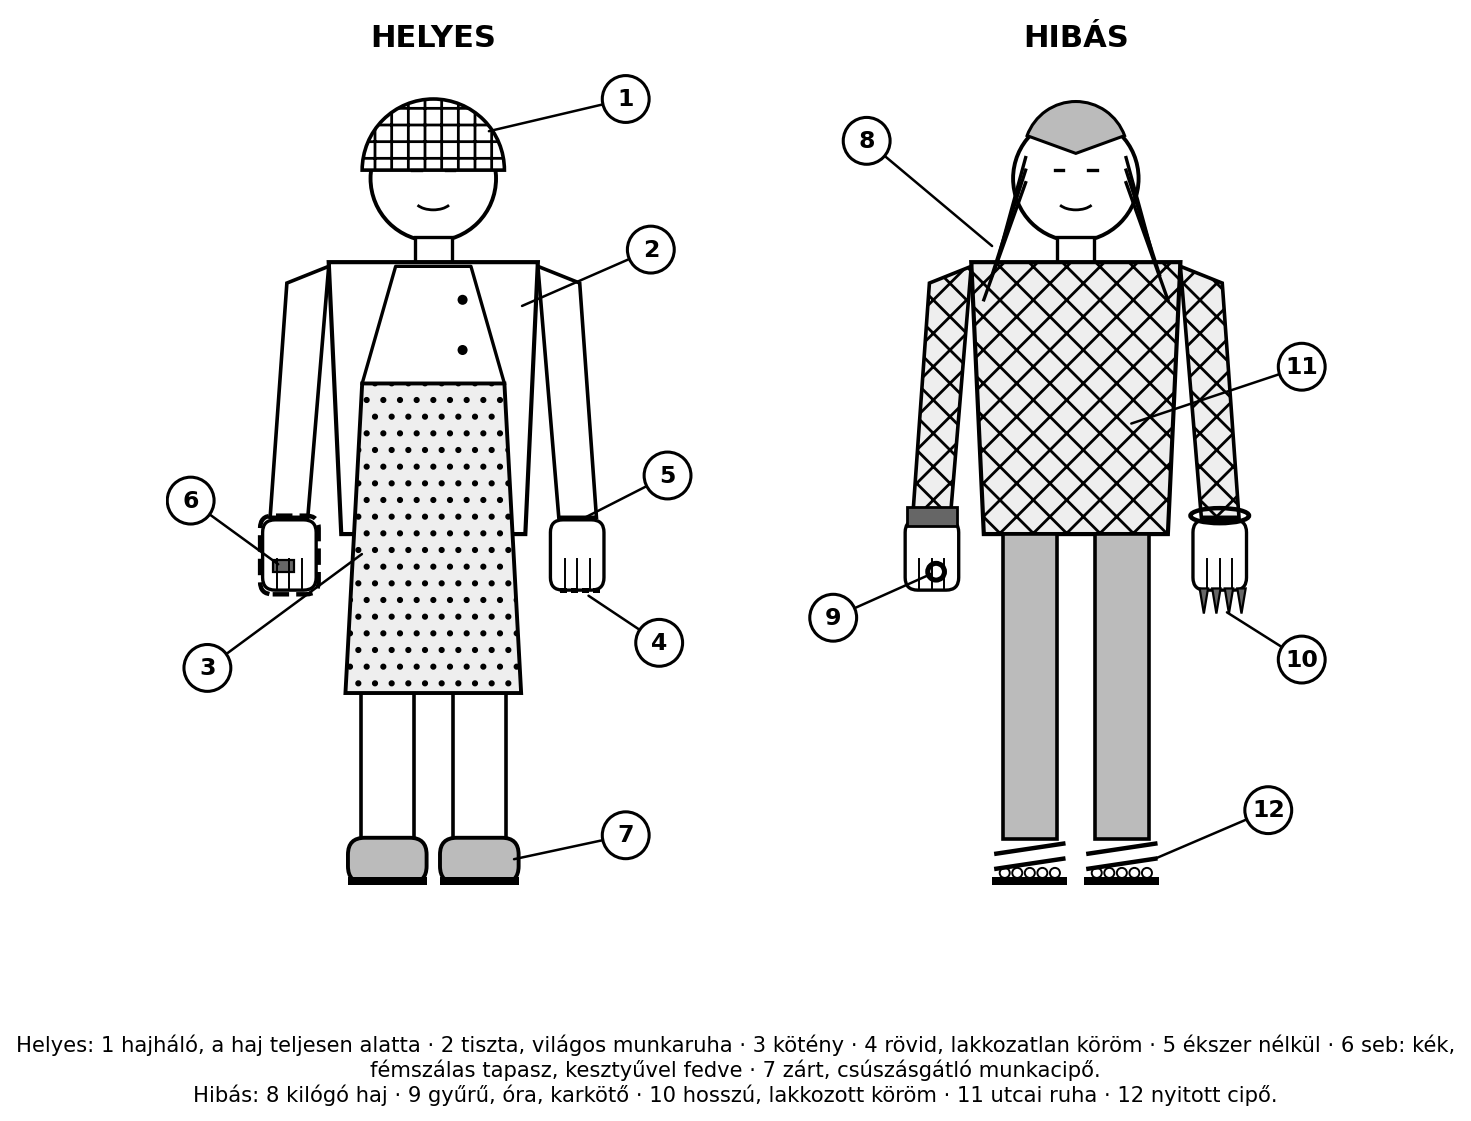 HELYES
HIBÁS
1
8
2
11
5
6
9
4
10
3
12
7
Helyes: 1 hajháló, a haj teljesen alatta · 2 tiszta, világos munkaruha · 3 kötény · 4 rövid, lakkozatlan köröm · 5 ékszer nélkül · 6 seb: kék,
fémszálas tapasz, kesztyűvel fedve · 7 zárt, csúszásgátló munkacipő.
Hibás: 8 kilógó haj · 9 gyűrű, óra, karkötő · 10 hosszú, lakkozott köröm · 11 utcai ruha · 12 nyitott cipő.